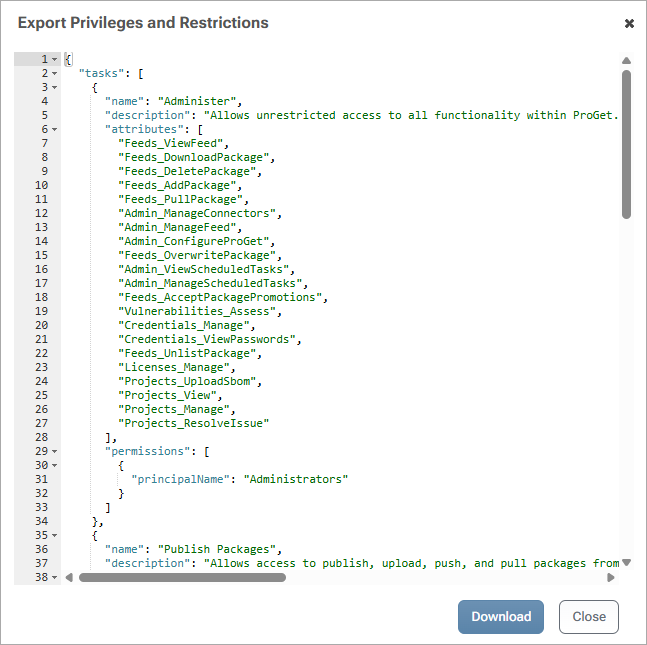 Export Privileges and Restrictions
1 {
2 "tasks": [
3 {
4 "name": "Administer",
5 "description": "Allows unrestricted access to all functionality within ProGet.
6 "attributes": [
7 "Feeds_ViewFeed",
8 "Feeds_DownloadPackage",
9 "Feeds_DeletePackage",
10 "Feeds_AddPackage",
11 "Feeds_PullPackage",
12 "Admin_ManageConnectors",
13 "Admin_ManageFeed",
14 "Admin_ConfigureProGet",
15 "Feeds_OverwritePackage",
16 "Admin_ViewScheduledTasks",
17 "Admin_ManageScheduledTasks",
18 "Feeds_AcceptPackagePromotions",
19 "Vulnerabilities_Assess",
20 "Credentials_Manage",
21 "Credentials_ViewPasswords",
22 "Feeds_UnlistPackage",
23 "Licenses_Manage",
24 "Projects_UploadSbom",
25 "Projects_View",
26 "Projects_Manage",
27 "Projects_ResolveIssue"
28 ],
29 "permissions": [
30 {
31 "principalName": "Administrators"
32 }
33 ]
34 },
35 {
36 "name": "Publish Packages",
37 "description": "Allows access to publish, upload, push, and pull packages from
38
Download
Close